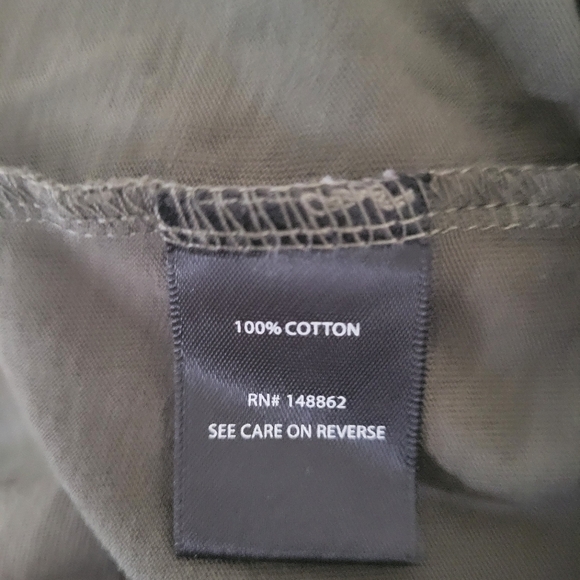 100% COTTON
RN# 148862
SEE CARE ON REVERSE